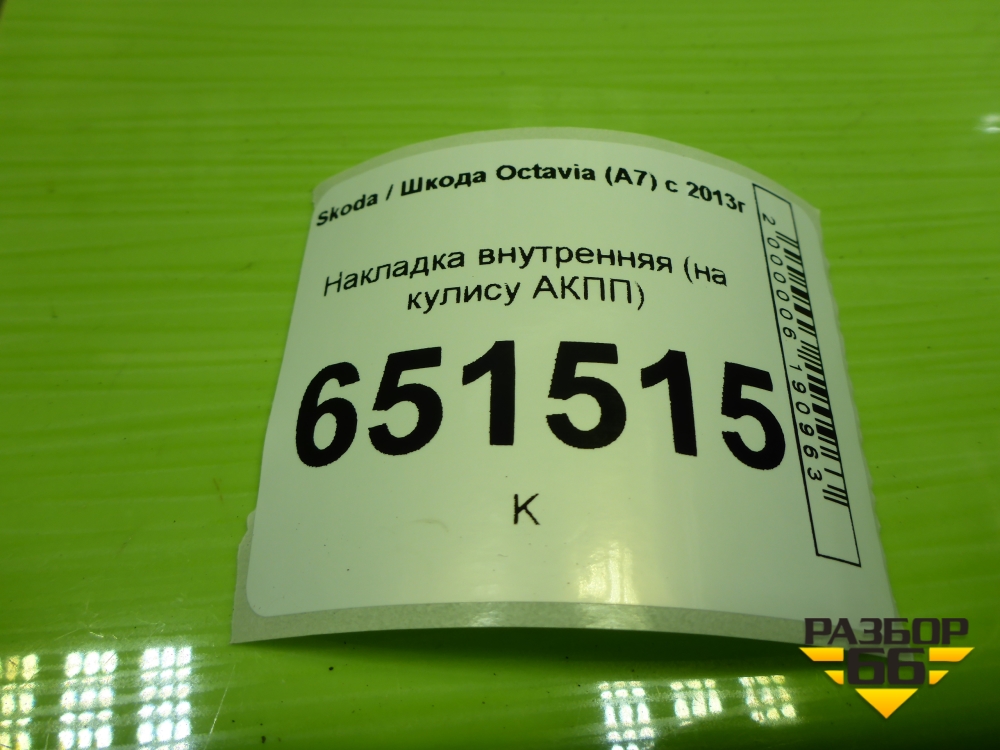 Skoda / Шкода Octavia (A7) с 2013г
Накладка внутренняя (на
кулису АКПП)
651515
К
2000006190963
РАЗБОР
66